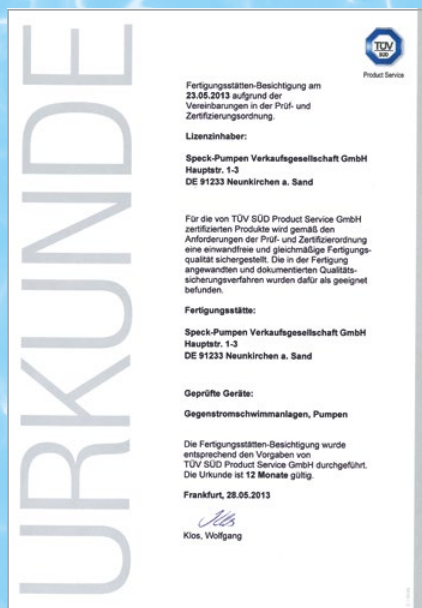 URKUNDE
TÜV
SÜD
Product Service
Fertigungsstätten-Besichtigung am
23.05.2013 aufgrund der
Vereinbarungen in der Prüf- und
Zertifizierungsordnung.
Lizenzinhaber:
Speck-Pumpen Verkaufsgesellschaft GmbH
Hauptstr. 1-3
DE 91233 Neunkirchen a. Sand
Für die von TÜV SÜD Product Service GmbH
zertifizierten Produkte wird gemäß den
Anforderungen der Prüf- und Zertifizierordnung
eine einwandfreie und gleichmäßige Fertigungs-
qualität sichergestellt. Die in der Fertigung
angewandten und dokumentierten Qualitäts-
sicherungsverfahren wurden dafür als geeignet
befunden.
Fertigungsstätte:
Speck-Pumpen Verkaufsgesellschaft GmbH
Hauptstr. 1-3
DE 91233 Neunkirchen a. Sand
Geprüfte Geräte:
Gegenstromschwimmanlagen, Pumpen
Die Fertigungsstätten-Besichtigung wurde
entsprechend den Vorgaben von
TÜV SÜD Product Service GmbH durchgeführt.
Die Urkunde ist 12 Monate gültig.
Frankfurt, 28.05.2013
Klos, Wolfgang